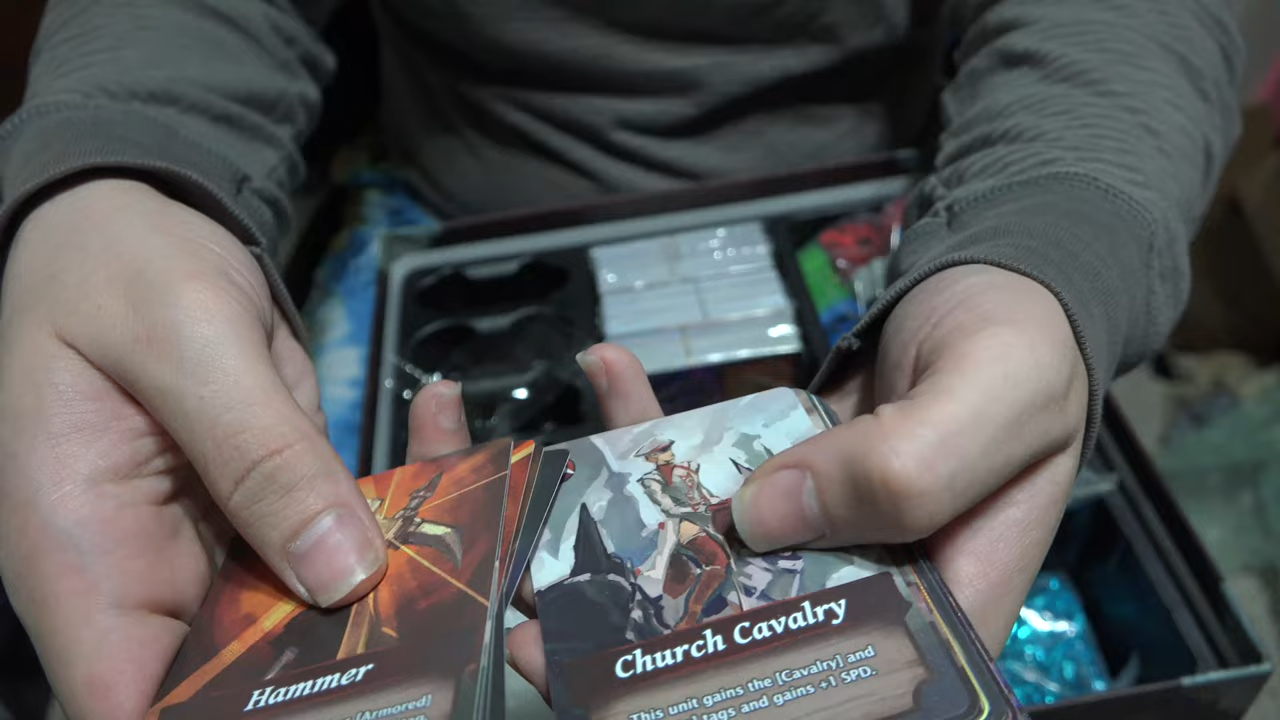 Hammer
[Armored]
Church Cavalry
This unit gains the [Cavalry] and
tags and gains +1 SPD.